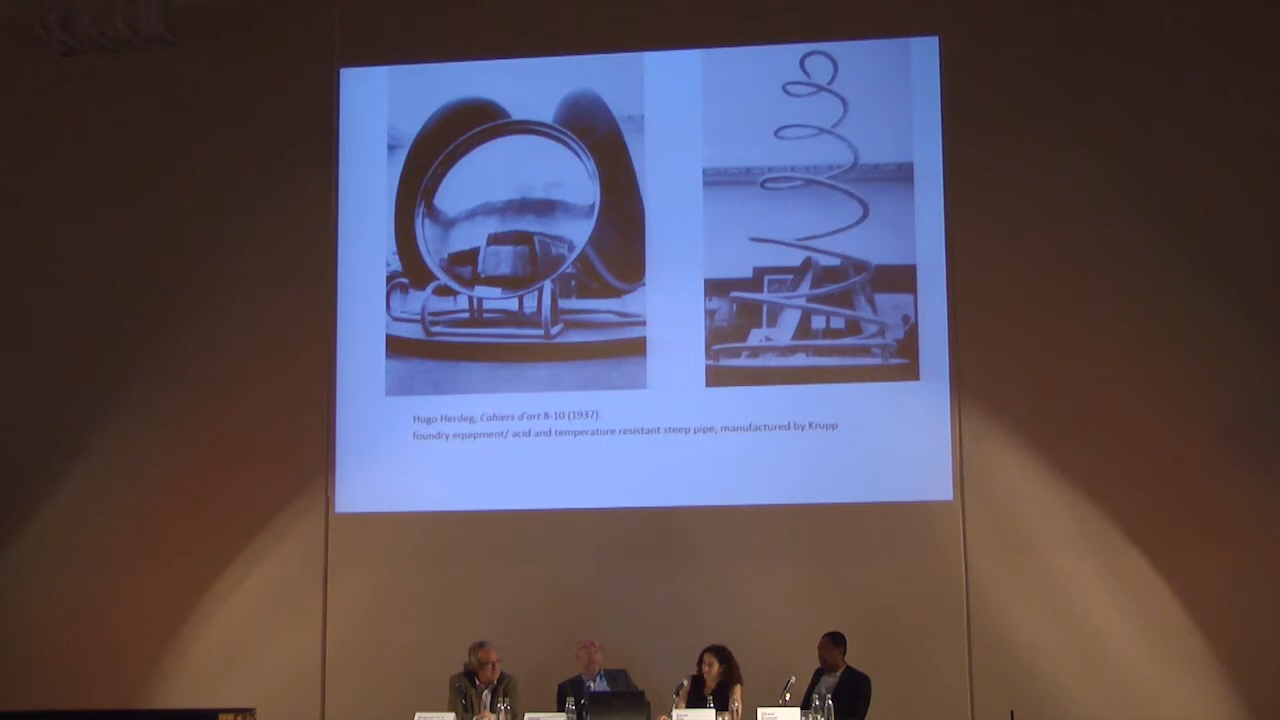 Hugo Herdeg, Cahiers d'art 8-10 (1937).
foundry equipment/ acid and temperature resistant steep pipe, manufactured by Krupp